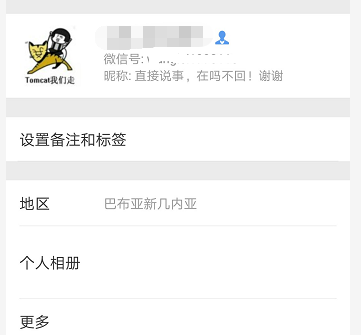 Tomcat我们走
微信号:
昵称: 直接说事，在吗不回！谢谢
设置备注和标签
地区 巴布亚新几内亚
个人相册
更多